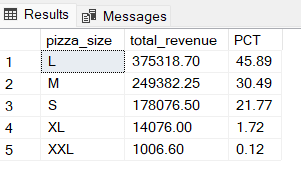 Results Messages
pizza_size total_revenue PCT
1 L 375318.70 45.89
2 M 249382.25 30.49
3 S 178076.50 21.77
4 XL 14076.00 1.72
5 XXL 1006.60 0.12